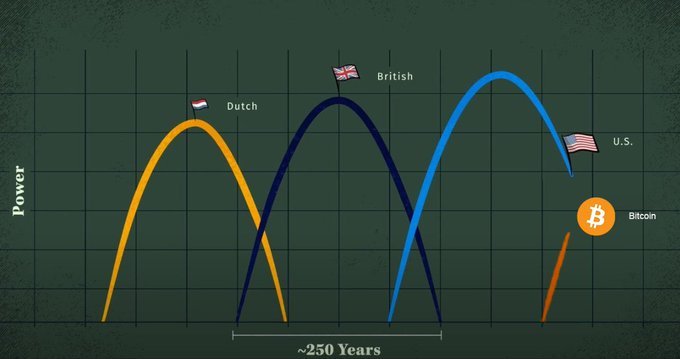 Dutch
British
U.S.
Bitcoin
Power
~250 Years